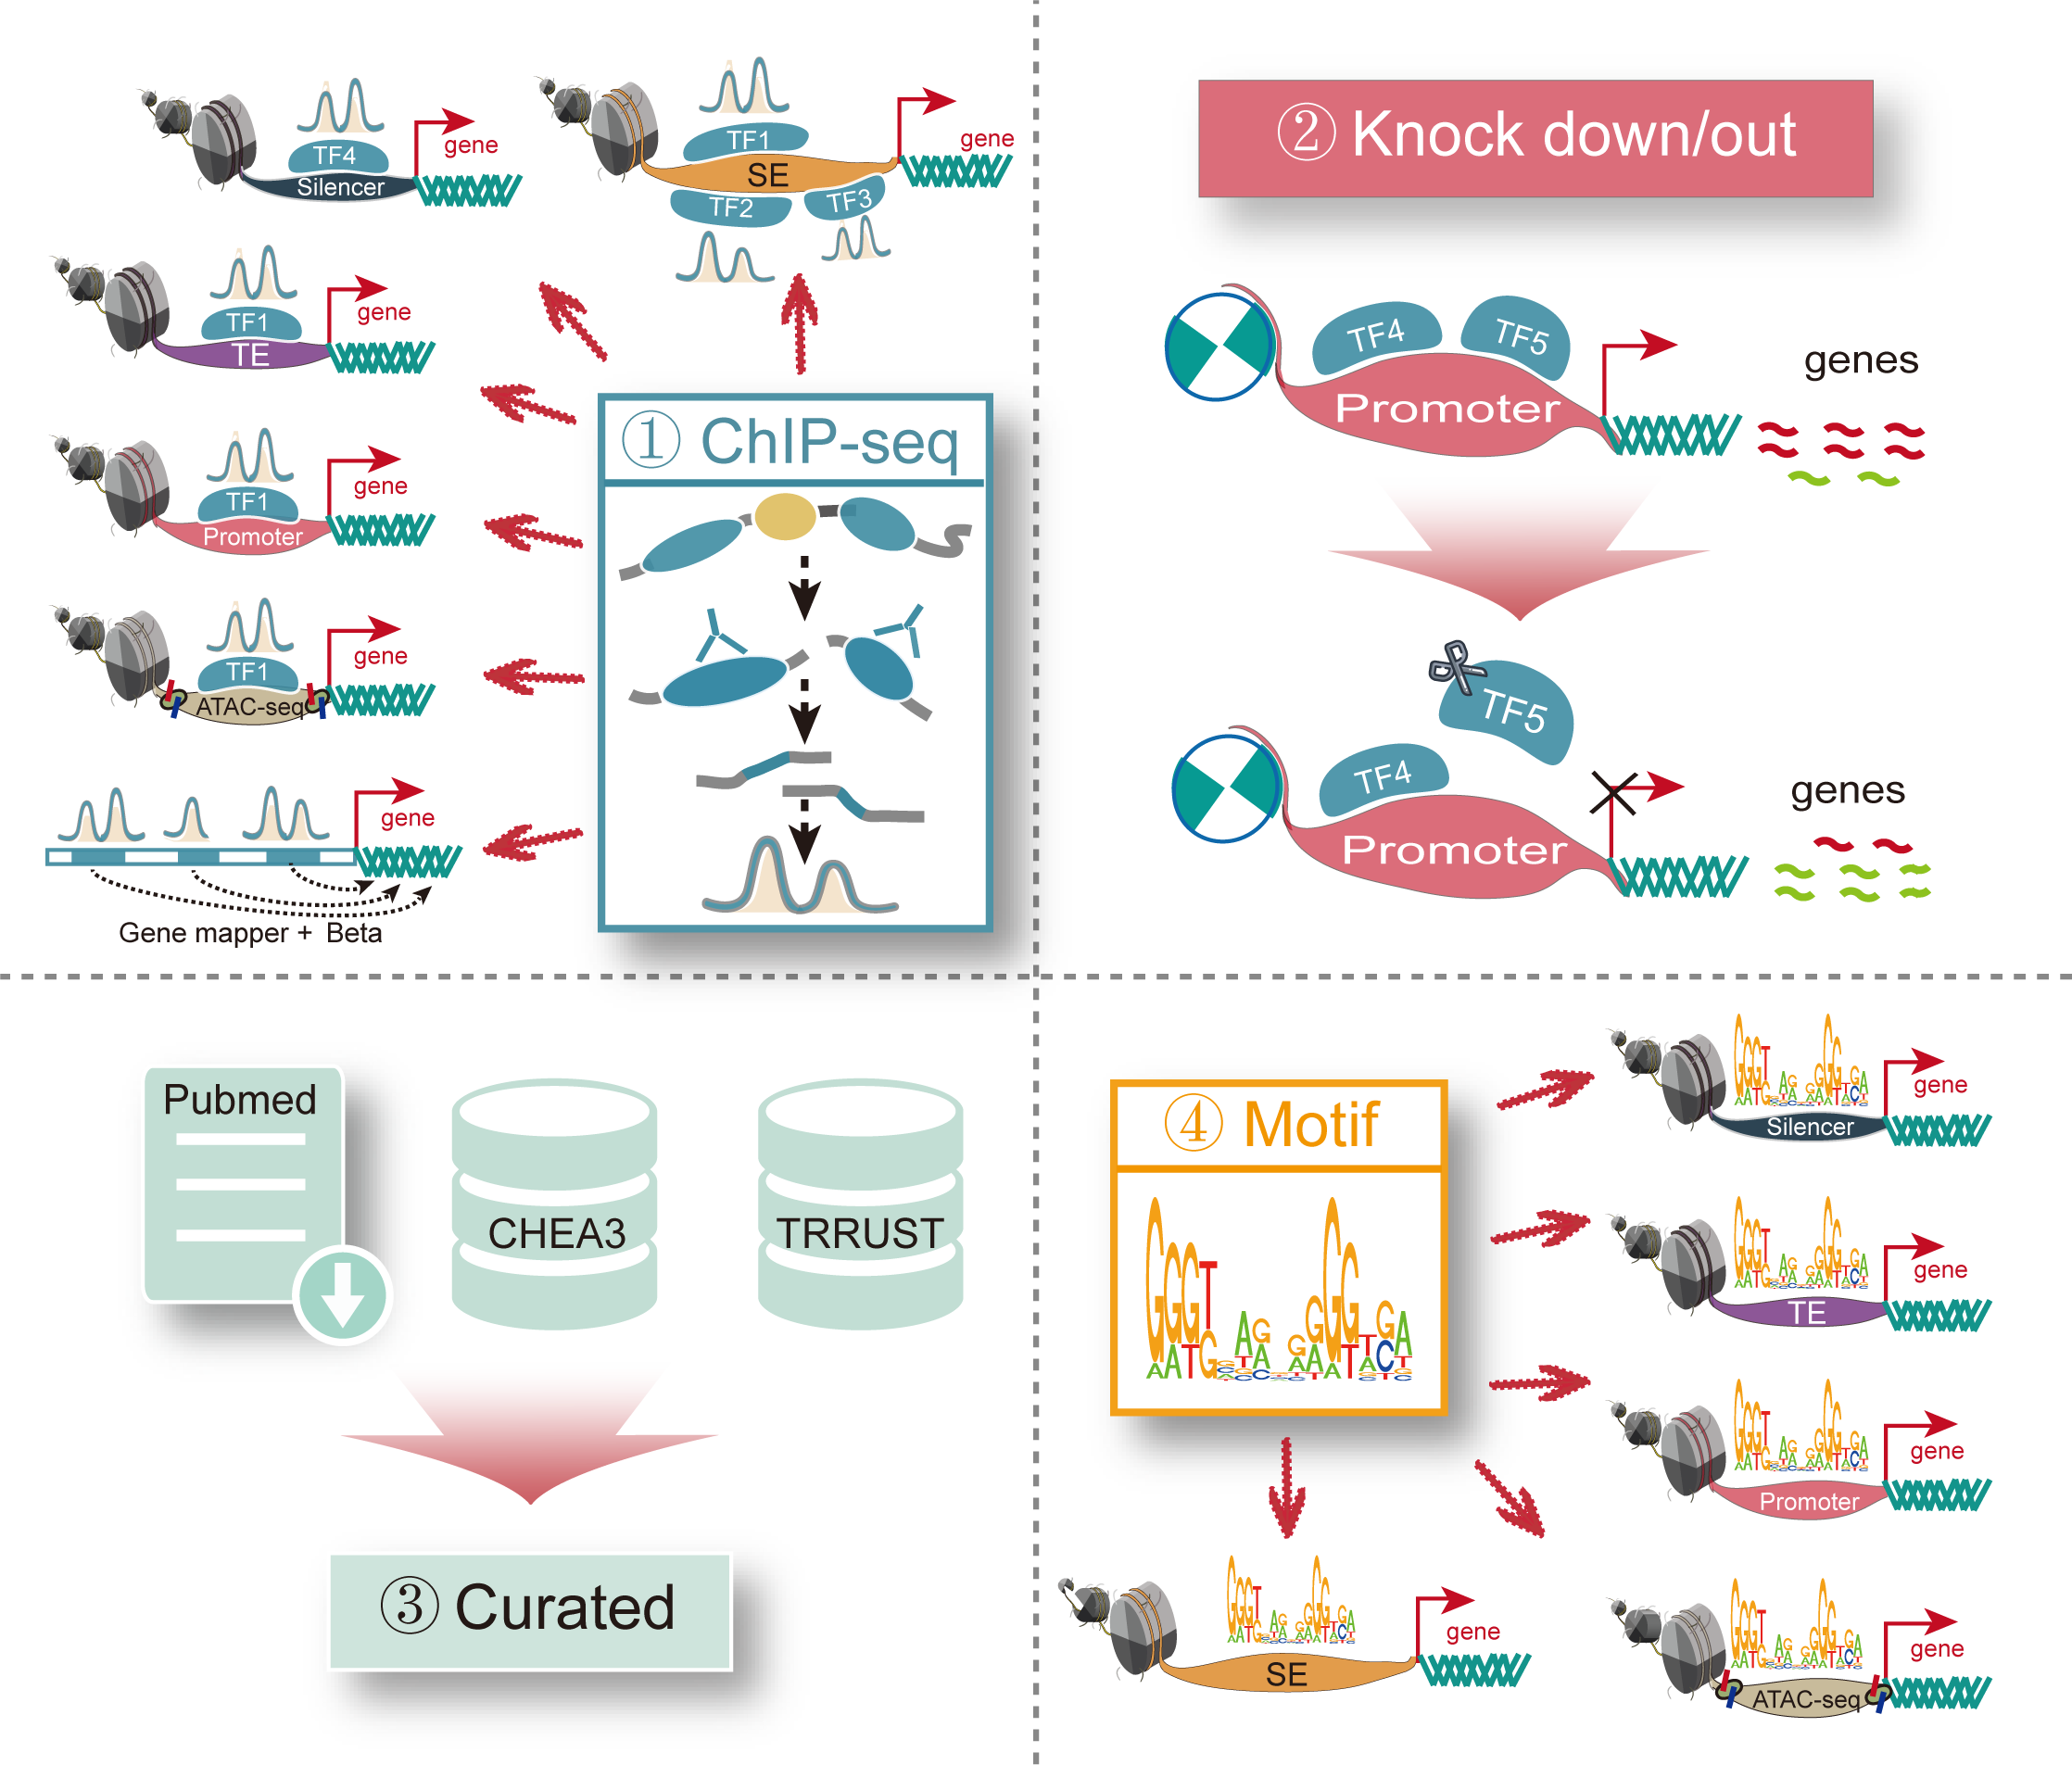 TF4
gene
Silencer
TF1
gene
SE
TF2
TF3
TF1
gene
TE
TF1
gene
Promoter
TF1
gene
ATAC-seq
gene
Gene mapper + Beta
① ChIP-seq
② Knock down/out
TF4
TF5
Promoter
genes
TF5
TF4
Promoter
genes
Pubmed
CHEA3
TRRUST
③ Curated
④ Motif
gene
Silencer
gene
TE
gene
Promoter
gene
SE
gene
ATAC-seq